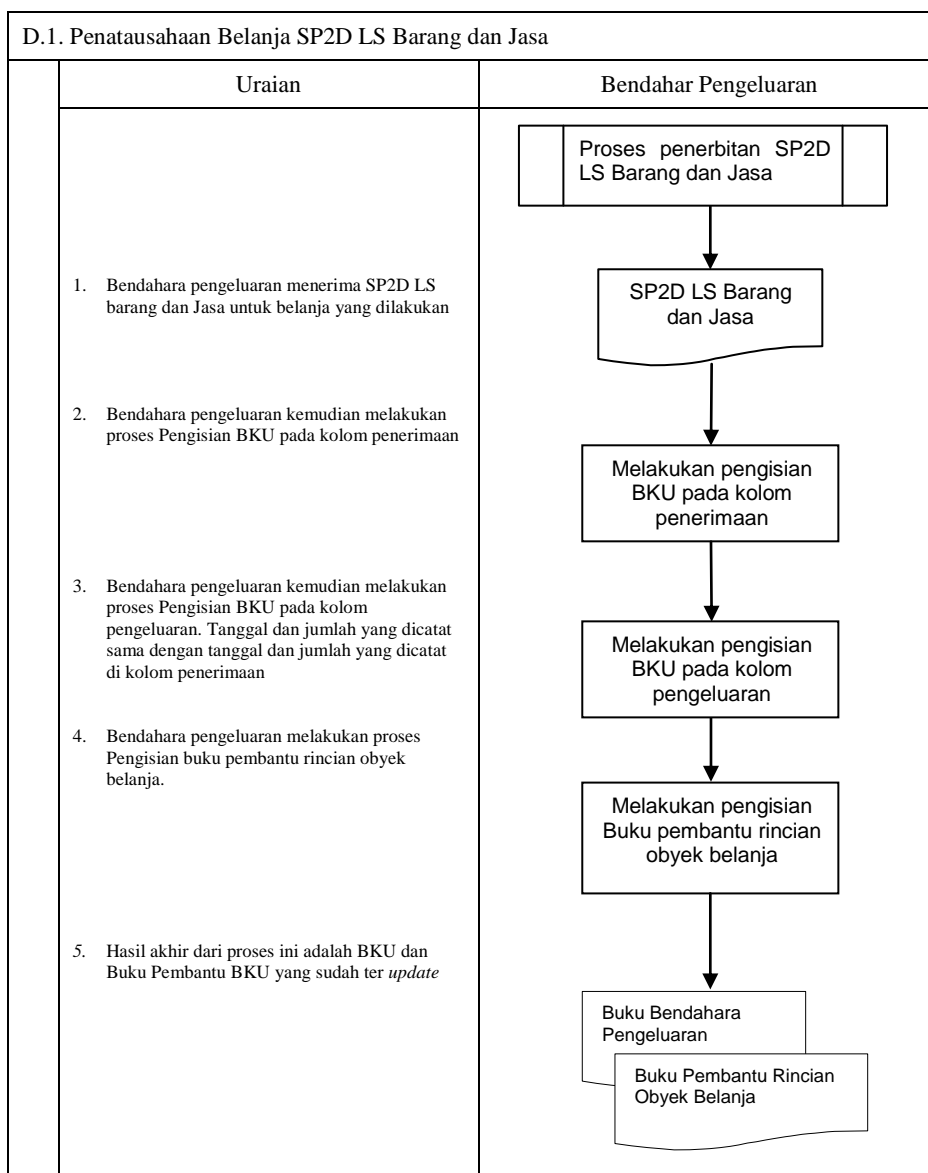 D.1. Penatausahaan Belanja SP2D LS Barang dan Jasa
Uraian
Bendahar Pengeluaran
Proses penerbitan SP2D
LS Barang dan Jasa
1. Bendahara pengeluaran menerima SP2D LS
barang dan Jasa untuk belanja yang dilakukan
SP2D LS Barang
dan Jasa
2. Bendahara pengeluaran kemudian melakukan
proses Pengisian BKU pada kolom penerimaan
Melakukan pengisian
BKU pada kolom
penerimaan
3. Bendahara pengeluaran kemudian melakukan
proses Pengisian BKU pada kolom
pengeluaran. Tanggal dan jumlah yang dicatat
sama dengan tanggal dan jumlah yang dicatat
di kolom penerimaan
Melakukan pengisian
BKU pada kolom
pengeluaran
4. Bendahara pengeluaran melakukan proses
Pengisian buku pembantu rincian obyek
belanja.
Melakukan pengisian
Buku pembantu rincian
obyek belanja
5. Hasil akhir dari proses ini adalah BKU dan
Buku Pembantu BKU yang sudah ter update
Buku Bendahara
Pengeluaran
Buku Pembantu Rincian
Obyek Belanja